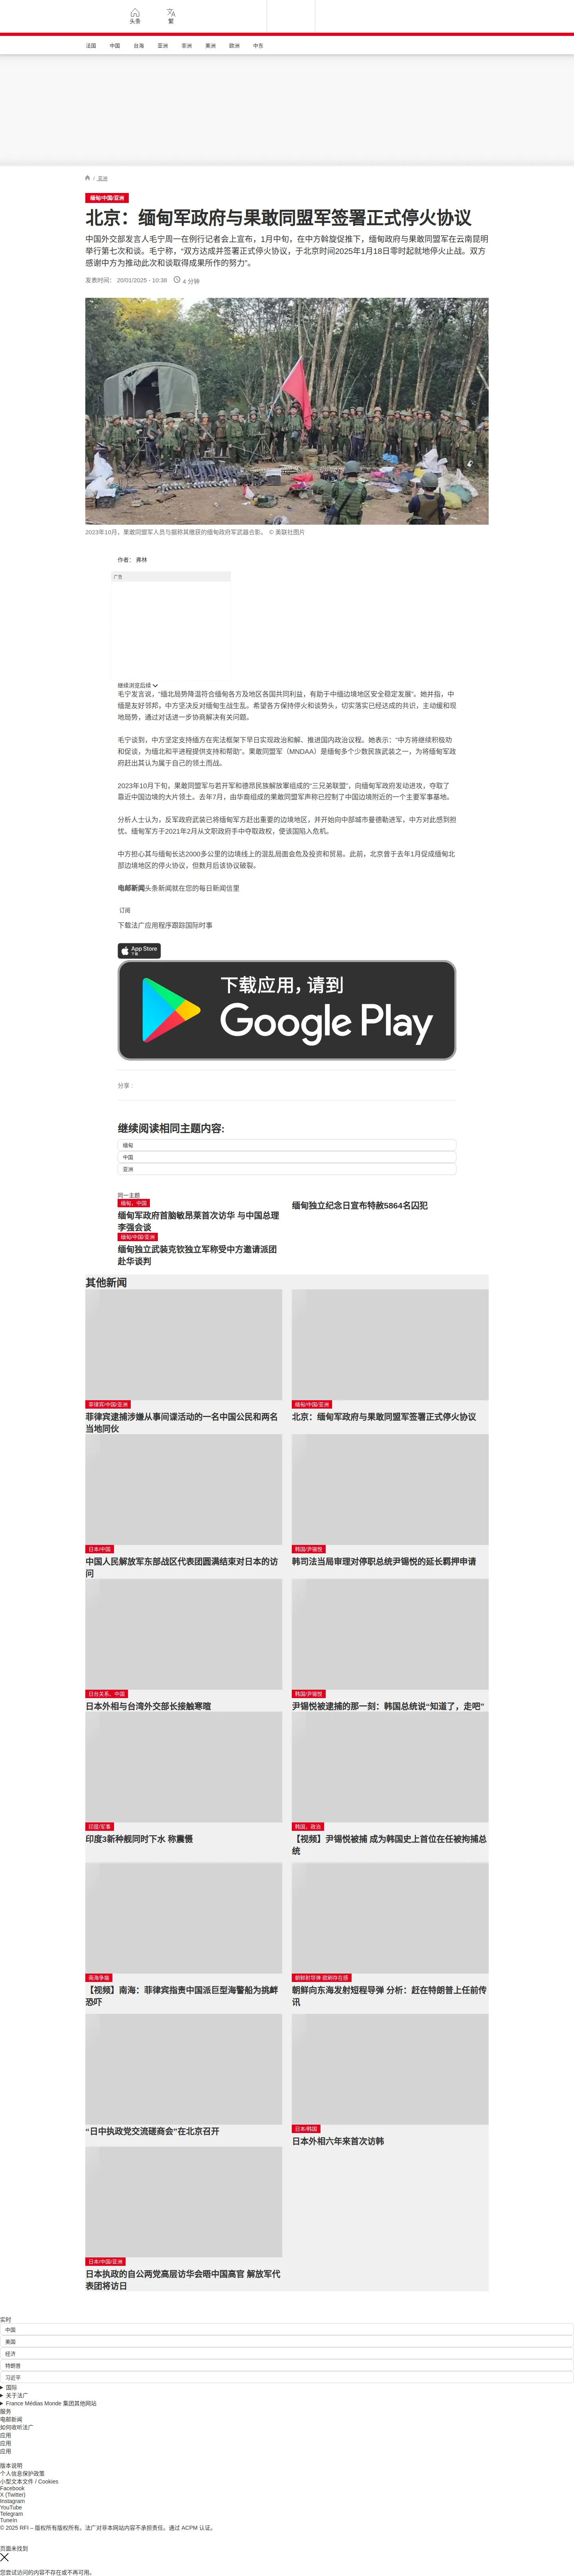 头条
繁
法国
中国
台海
亚洲
非洲
美洲
欧洲
中东
/ 亚洲
缅甸/中国/亚洲
北京：缅甸军政府与果敢同盟军签署正式停火协议
中国外交部发言人毛宁周一在例行记者会上宣布，1月中旬，在中方斡旋促推下，缅甸政府与果敢同盟军在云南昆明
举行第七次和谈。毛宁称，“双方达成并签署正式停火协议，于北京时间2025年1月18日零时起就地停火止战。双方
感谢中方为推动此次和谈取得成果所作的努力”。
发表时间： 20/01/2025 - 10:38
4 分钟
2023年10月，果敢同盟军人员与据称其缴获的缅甸政府军武器合影。 © 美联社图片
作者： 弗林
广告
继续浏览后续
毛宁发言说，“缅北局势降温符合缅甸各方及地区各国共同利益，有助于中缅边境地区安全稳定发展”。她并指，中
缅是友好邻邦，中方坚决反对缅甸生战生乱。希望各方保持停火和谈势头，切实落实已经达成的共识，主动缓和现
地局势，通过对话进一步协商解决有关问题。
毛宁谈到，中方坚定支持缅方在宪法框架下早日实现政治和解、推进国内政治议程。她表示：“中方将继续积极劝
和促谈，为缅北和平进程提供支持和帮助”。果敢同盟军（MNDAA）是缅甸多个少数民族武装之一，为将缅甸军政
府赶出其认为属于自己的领土而战。
2023年10月下旬，果敢同盟军与若开军和德昂民族解放軍組成的“三兄弟联盟”，向缅甸军政府发动进攻，夺取了
靠近中国边境的大片领土。去年7月，由华裔组成的果敢同盟军声称已控制了中国边境附近的一个主要军事基地。
分析人士认为，反军政府武装已将缅甸军方赶出重要的边境地区，并开始向中部城市曼德勒进军，中方对此感到担
忧。缅甸军方于2021年2月从文职政府手中夺取政权，使该国陷入危机。
中方担心其与缅甸长达2000多公里的边境线上的混乱局面会危及投资和贸易。此前，北京曾于去年1月促成缅甸北
部边境地区的停火协议，但数月后该协议破裂。
电邮新闻头条新闻就在您的每日新闻信里
订阅
下载法广应用程序跟踪国际时事
App Store
下载
下载应用，请到
Google Play
分享 :
继续阅读相同主题内容:
缅甸
中国
亚洲
同一主题
缅甸，中国
缅甸军政府首脑敏昂莱首次访华 与中国总理
李强会谈
缅甸独立纪念日宣布特赦5864名囚犯
缅甸/中国/亚洲
缅甸独立武装克钦独立军称受中方邀请派团
赴华谈判
其他新闻
菲律宾/中国/亚洲
菲律宾逮捕涉嫌从事间谍活动的一名中国公民和两名
当地同伙
缅甸/中国/亚洲
北京：缅甸军政府与果敢同盟军签署正式停火协议
日本/中国
中国人民解放军东部战区代表团圆满结束对日本的访
问
韩国/尹锡悦
韩司法当局审理对停职总统尹锡悦的延长羁押申请
日台关系、中国
日本外相与台湾外交部长接触寒暄
韩国/尹锡悦
尹锡悦被逮捕的那一刻：韩国总统说“知道了，走吧”
印度/军事
印度3新种舰同时下水 称震慑
韩国，政治
【视频】尹锡悦被捕 成为韩国史上首位在任被拘捕总
统
南海争端
【视频】南海：菲律宾指责中国派巨型海警船为挑衅
恐吓
朝鲜射导弹 欲刷存在感
朝鲜向东海发射短程导弹 分析：赶在特朗普上任前传
讯
“日中执政党交流磋商会”在北京召开
日本/韩国
日本外相六年来首次访韩
日本/中国/亚洲
日本执政的自公两党高层访华会晤中国高官 解放军代
表团将访日
实时
中国
美国
经济
特朗普
习近平
国际
关于法广
France Médias Monde 集团其他网站
服务
电邮新闻
如何收听法广
应用
应用
应用
版本说明
个人信息保护政策
小型文本文件 / Cookies
Facebook
X (Twitter)
Instagram
YouTube
Telegram
TuneIn
© 2025 RFI – 版权所有版权所有。法广对非本网站内容不承担责任。通过 ACPM 认证。
页面未找到
您尝试访问的内容不存在或不再可用。